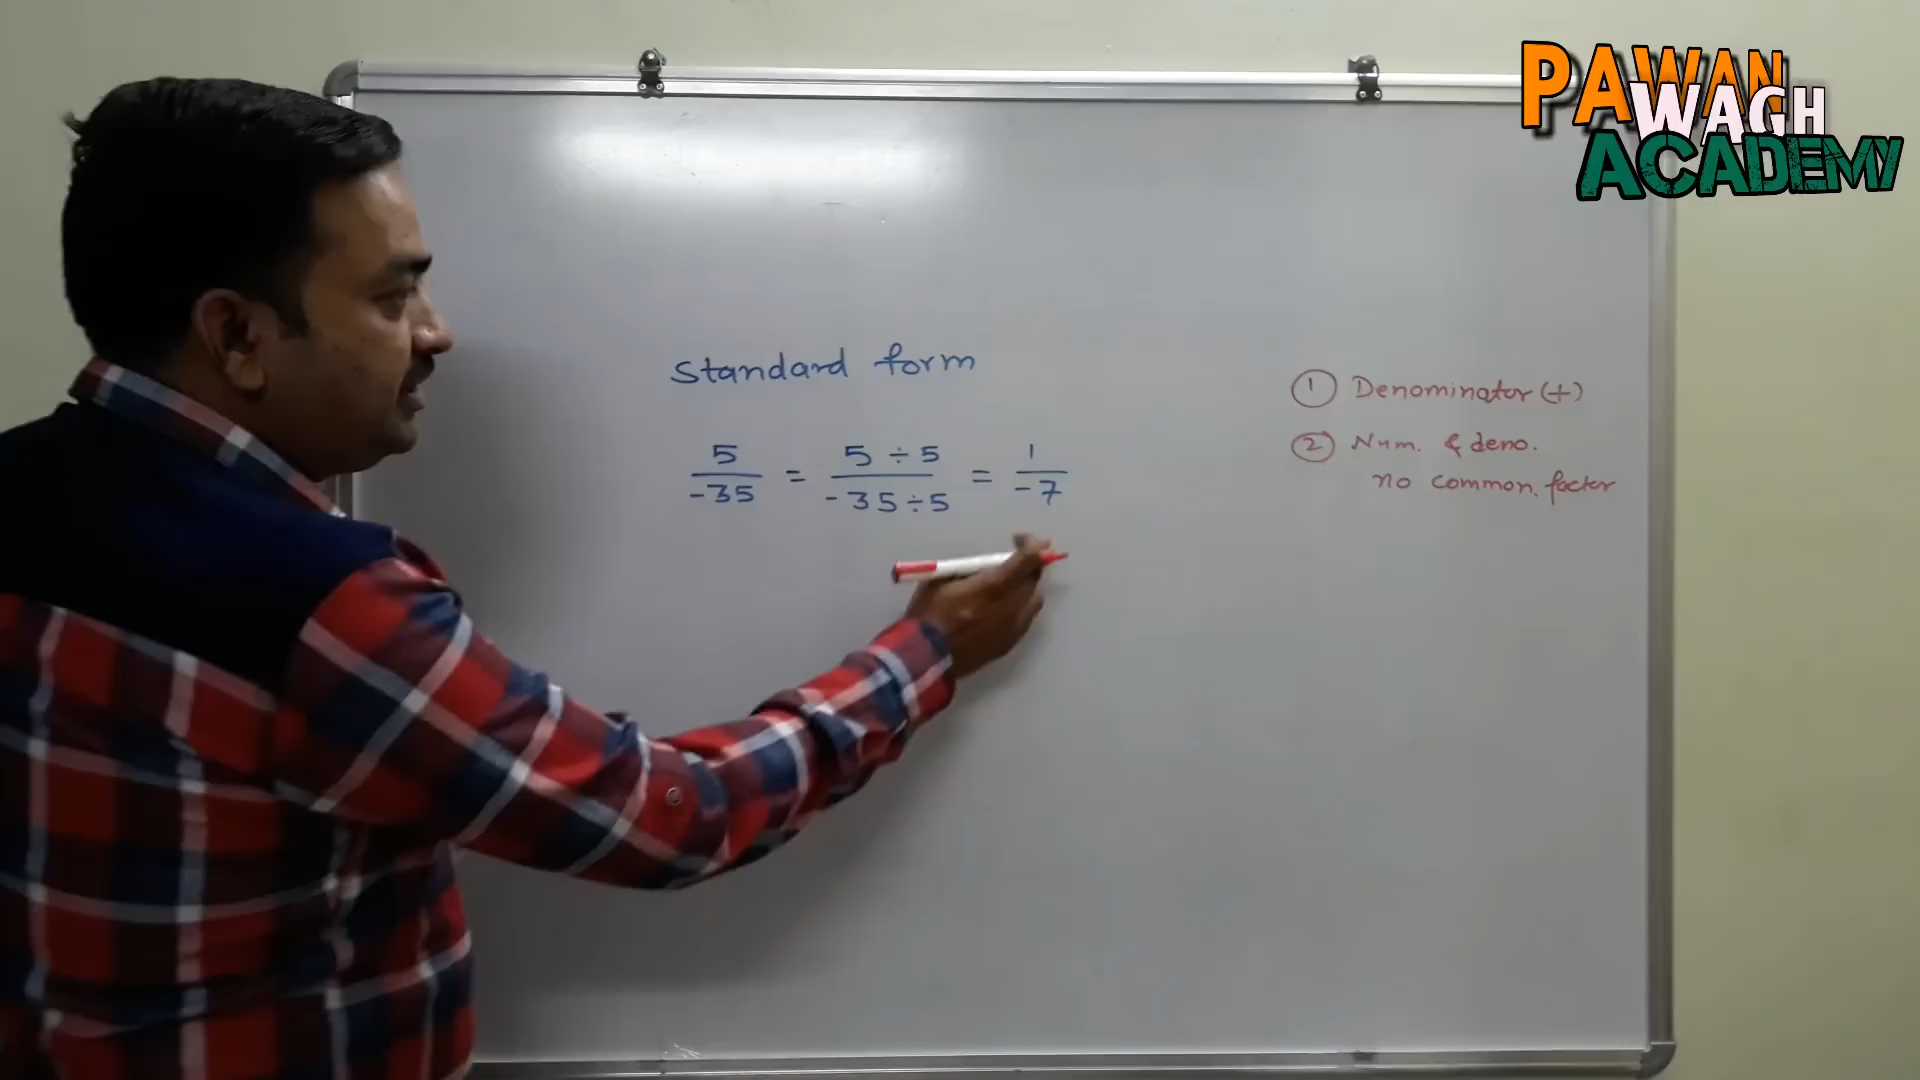 PAWAN
WAGH
ACADEMY
Standard form
5/-35 = 5÷5/-35÷5 = 1/-7
① Denominator (+)
② Num. & deno.
no common. factor